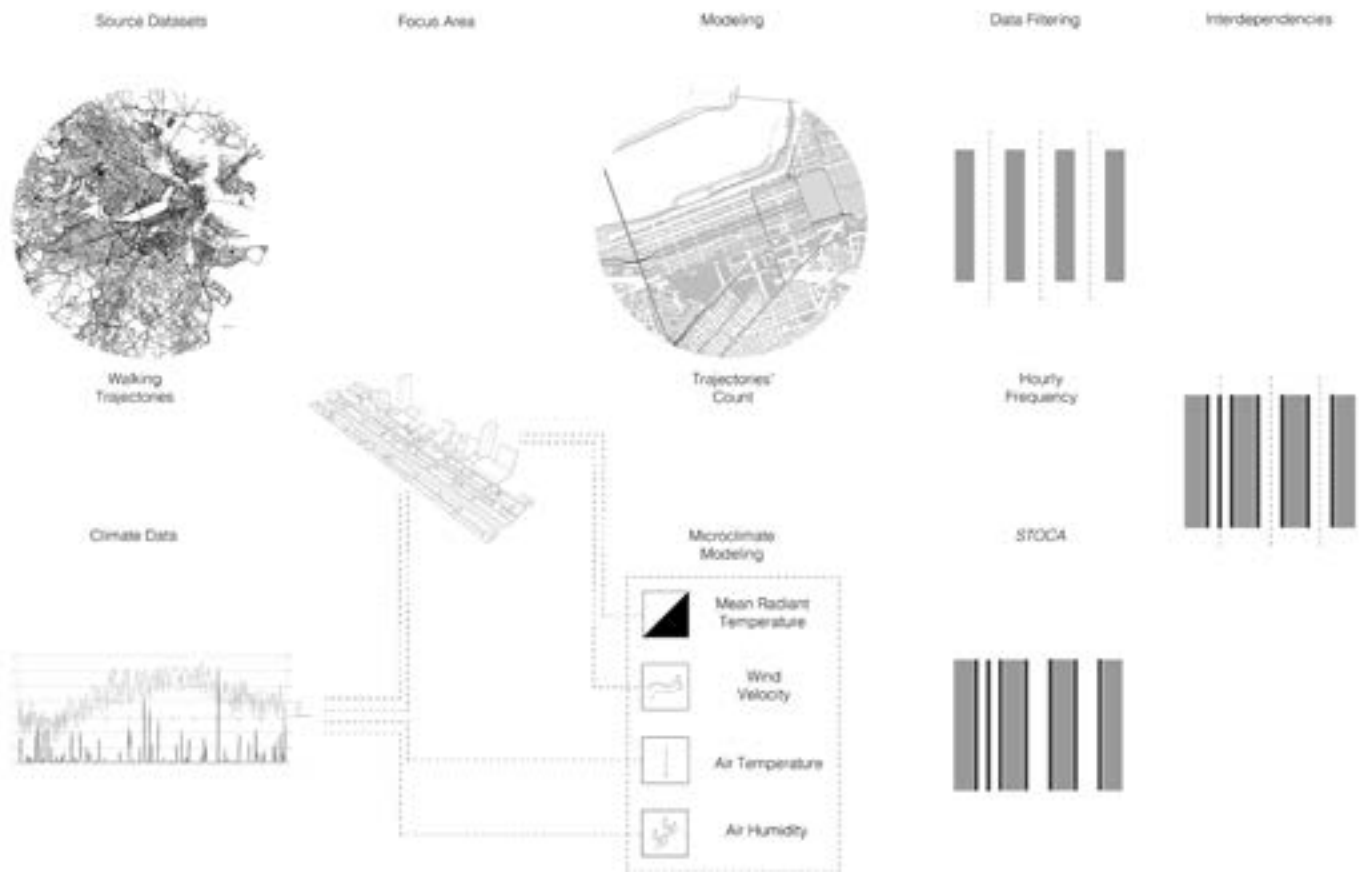 Source Datasets
Focus Area
Modeling
Data Filtering
Interdependencies
Walking
Trajectories
Trajectories'
Count
Hourly
Frequency
Climate Data
Microclimate
Modeling
STOCA
Mean Radiant
Temperature
Wind
Velocity
Air Temperature
Air Humidity